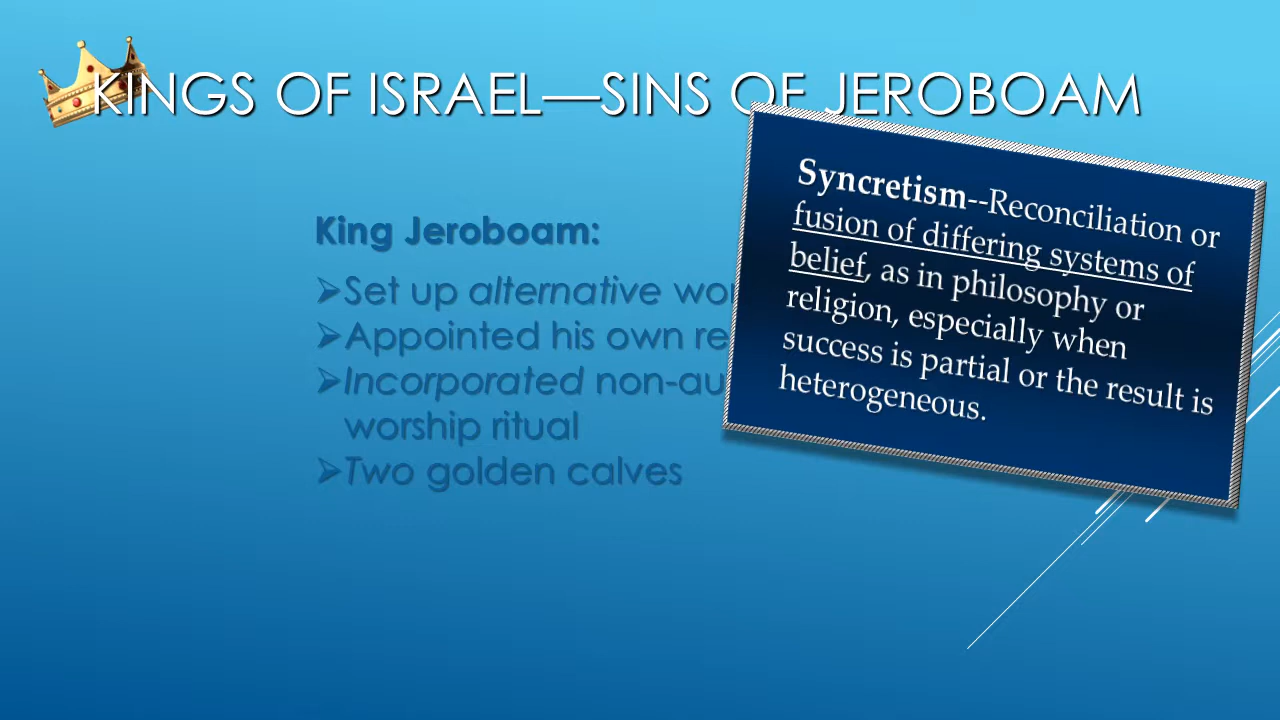 KINGS OF ISRAEL—SINS OF JEROBOAM
King Jeroboam:
➢Set up alternative
➢Appointed his own
➢Incorporated
worship ritual
➢Two golden calves
Syncretism--Reconciliation or
fusion of differing systems of
belief, as in philosophy or
religion, especially when
success is partial or the result is
heterogeneous.